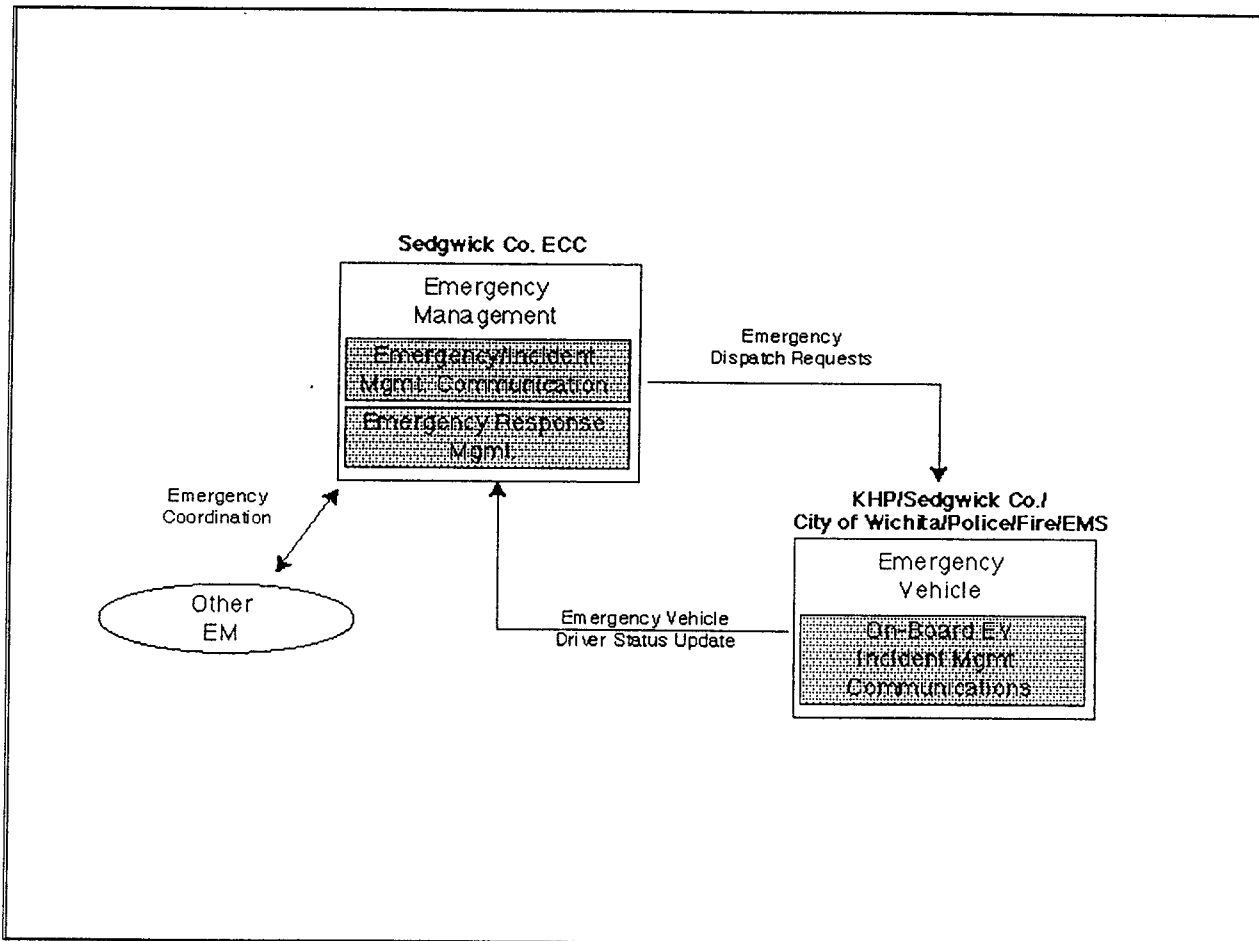 Sedgwick Co. ECC
Emergency
Management
Emergency/Incident
Mgmt. Communication
Emergency Response
Mgmt.
Emergency
Dispatch Requests
Emergency
Coordination
Other
EM
KHP/Sedgwick Co./
City of Wichita/Police/Fire/EMS
Emergency
Vehicle
On-Board EV
Incident Mgmt
Communications
Emergency Vehicle
Driver Status Update